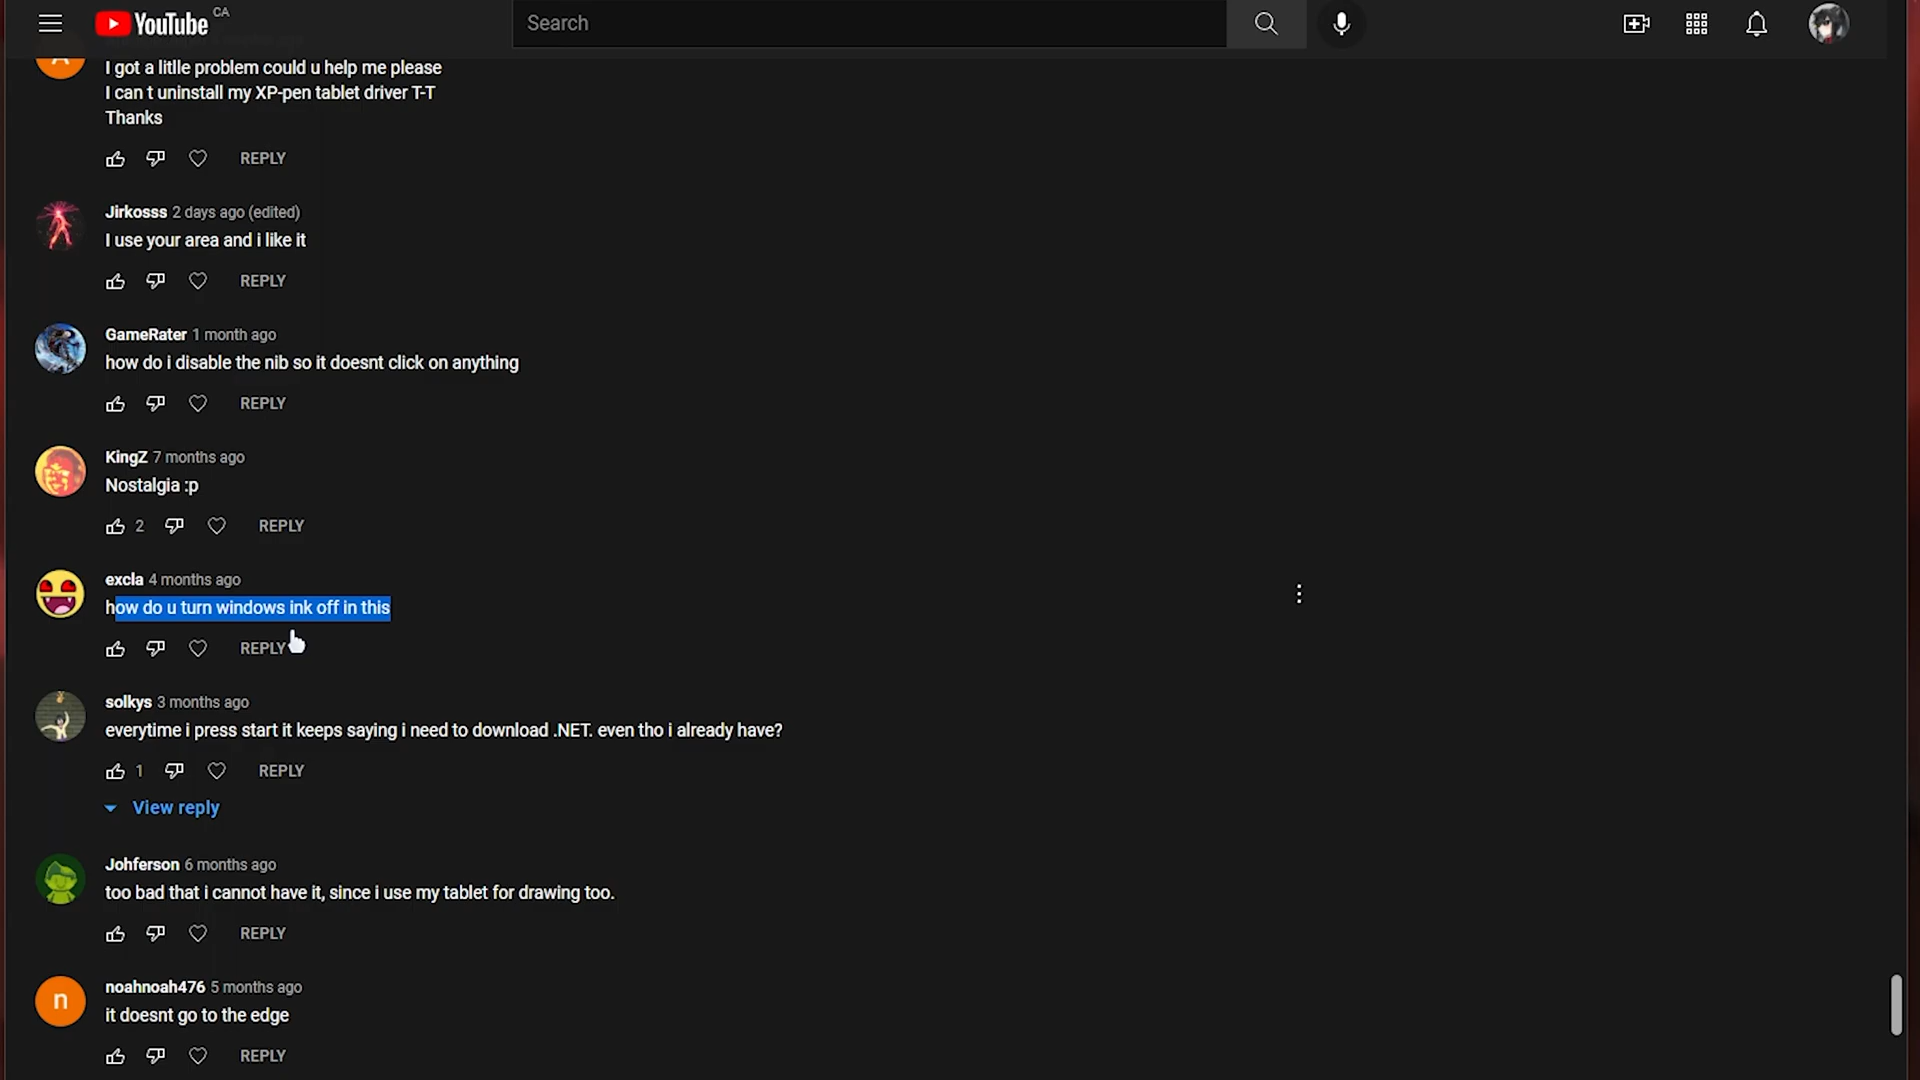 YouTube CA
Search
I got a litlle problem could u help me please
I can t uninstall my XP-pen tablet driver T-T
Thanks
REPLY
Jirkosss 2 days ago (edited)
I use your area and i like it
REPLY
GameRater 1 month ago
how do i disable the nib so it doesnt click on anything
REPLY
KingZ 7 months ago
Nostalgia :p
2 REPLY
excla 4 months ago
how do u turn windows ink off in this
REPLY
solkys 3 months ago
everytime i press start it keeps saying i need to download .NET. even tho i already have?
1 REPLY
View reply
Johferson 6 months ago
too bad that i cannot have it, since i use my tablet for drawing too.
REPLY
n
noahnoah476 5 months ago
it doesnt go to the edge
REPLY